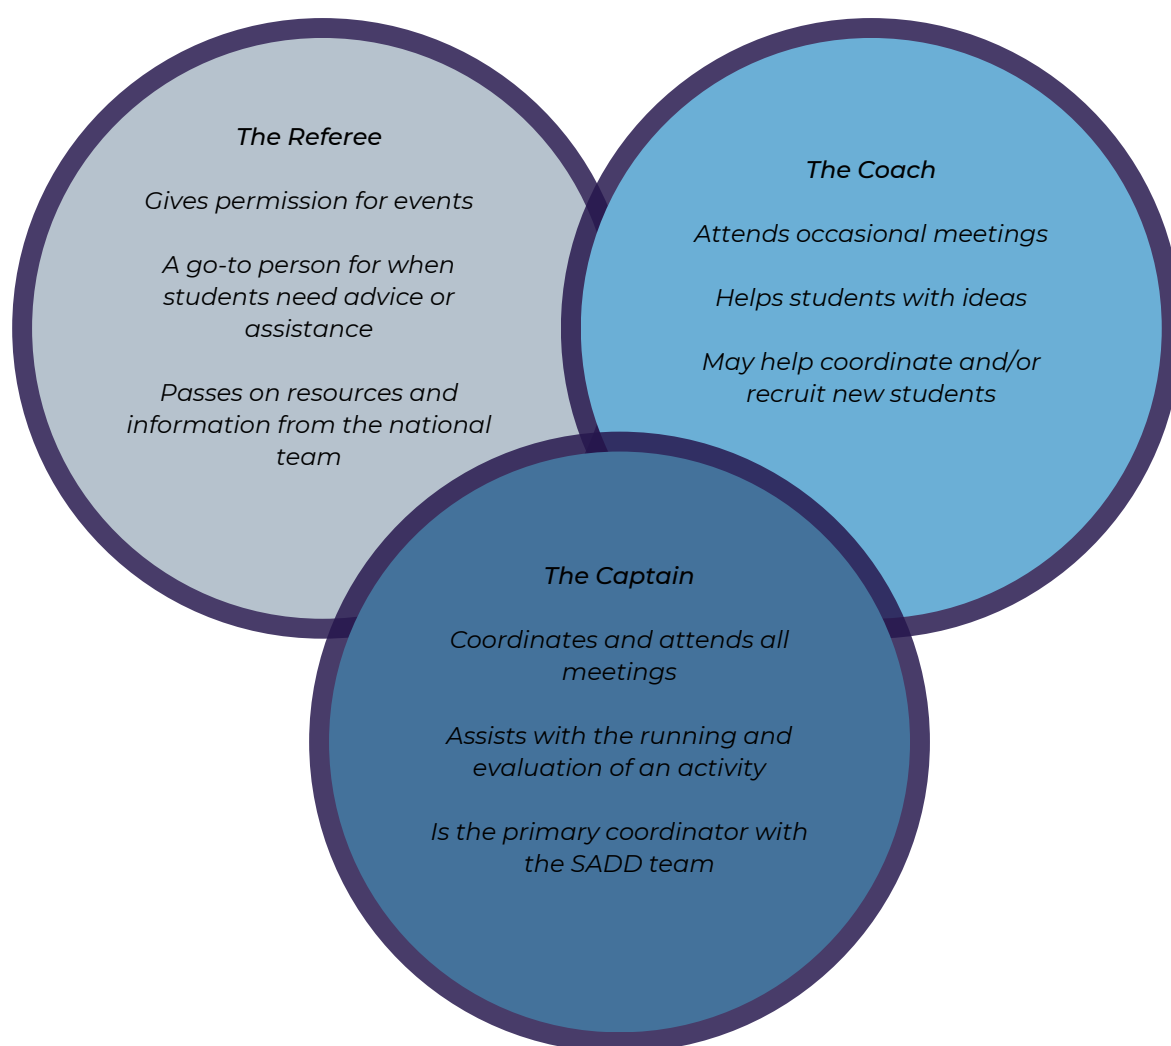 The Referee
Gives permission for events
A go-to person for when
students need advice or
assistance
Passes on resources and
information from the national
team
The Coach
Attends occasional meetings
Helps students with ideas
May help coordinate and/or
recruit new students
The Captain
Coordinates and attends all
meetings
Assists with the running and
evaluation of an activity
Is the primary coordinator with
the SADD team